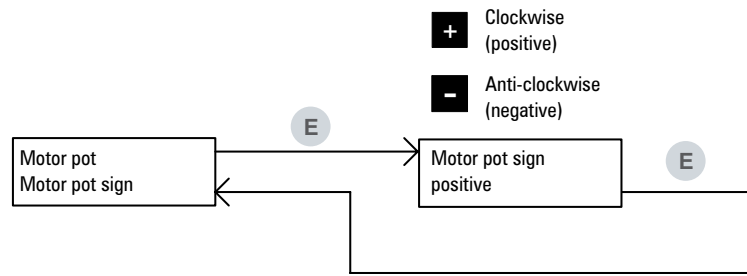 +
Clockwise
(positive)
-
Anti-clockwise
(negative)
E
Motor pot
Motor pot sign
Motor pot sign
positive
E